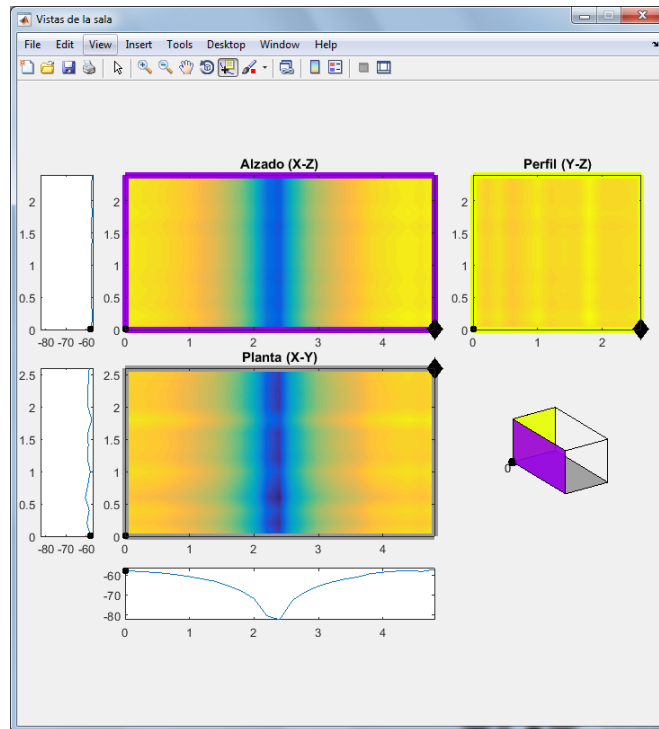 Vistas de la sala
File Edit View Insert Tools Desktop Window Help
Alzado (X-Z) Perfil (Y-Z)
2 2 2
1.5 1.5 1.5
1 1 1
0.5 0.5 0.5
0 0 0
-80 -70 -60 0 1 2 3 4 0 1 2
Planta (X-Y)
2.5 2.5
2 2
1.5 1.5
1 1
0.5 0.5
0 0
-80 -70 -60 0 1 2 3 4
0
-60
-70
-80
0 1 2 3 4